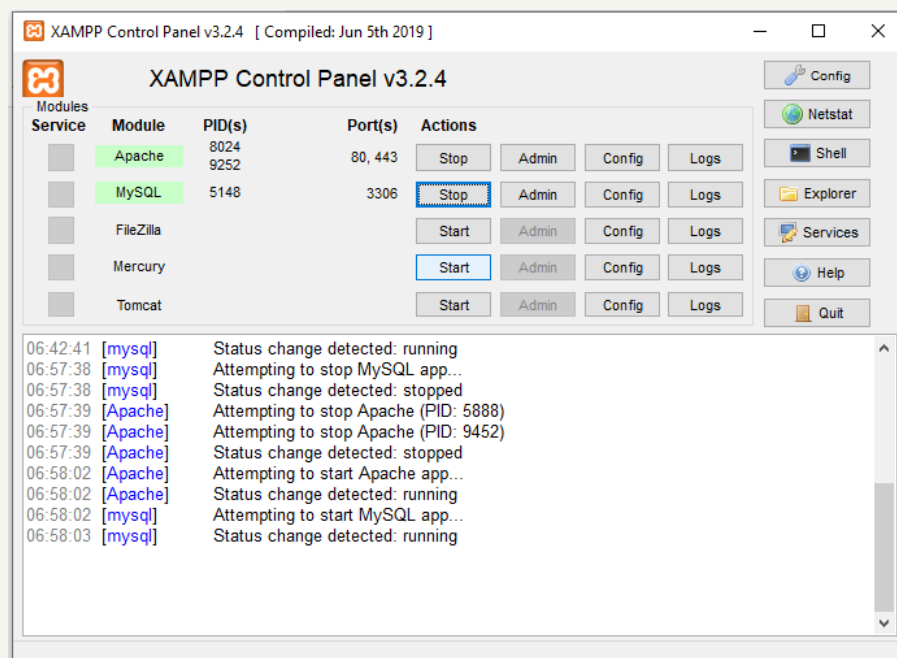 XAMPP Control Panel v3.2.4 [ Compiled: Jun 5th 2019 ]
XAMPP Control Panel v3.2.4
Config
Modules
Service Module PID(s) Port(s) Actions
Netstat
Apache 8024 9252 80, 443 Stop Admin Config Logs
Shell
MySQL 5148 3306 Stop Admin Config Logs
Explorer
FileZilla Start Admin Config Logs
Services
Mercury Start Admin Config Logs
Help
Tomcat Start Admin Config Logs
Quit
06:42:41 [mysql] Status change detected: running
06:57:38 [mysql] Attempting to stop MySQL app...
06:57:38 [mysql] Status change detected: stopped
06:57:39 [Apache] Attempting to stop Apache (PID: 5888)
06:57:39 [Apache] Attempting to stop Apache (PID: 9452)
06:57:39 [Apache] Status change detected: stopped
06:58:02 [Apache] Attempting to start Apache app...
06:58:02 [Apache] Status change detected: running
06:58:02 [mysql] Attempting to start MySQL app...
06:58:03 [mysql] Status change detected: running